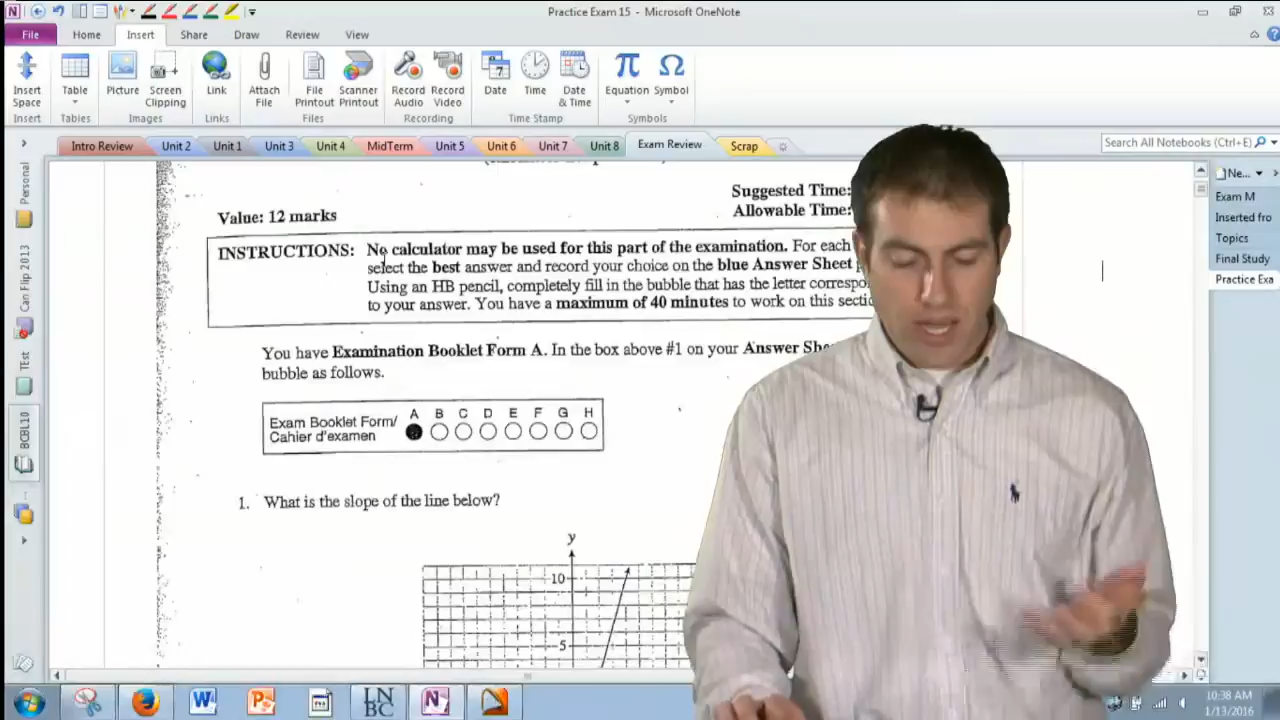 Practice Exam 15 - Microsoft OneNote
File Home Insert Share Draw Review View
Insert Space Table Picture Screen Clipping Link Attach File File Printout Scanner Printout Record Audio Record Video Date Time Date & Time Equation Symbol
Insert Tables Images Links Files Recording Time Stamp Symbols
Intro Review Unit 2 Unit 1 Unit 3 Unit 4 MidTerm Unit 5 Unit 6 Unit 7 Unit 8 Exam Review Scrap Search All Notebooks (Ctrl+E)
Personal
Can Flip 2013
Test
BCBL10
Ne...
Exam M
Inserted fro
Topics
Final Study
Practice Exa
Suggested Time:
Value: 12 marks Allowable Time:
INSTRUCTIONS: No calculator may be used for this part of the examination. For each
select the best answer and record your choice on the blue Answer Sheet
Using an HB pencil, completely fill in the bubble that has the letter correspo
to your answer. You have a maximum of 40 minutes to work on this secti
You have Examination Booklet Form A. In the box above #1 on your Answer She
bubble as follows.
A B C D E F G H
Exam Booklet Form/
Cahier d'examen
1. What is the slope of the line below?
y
10
5
LN
BC
10:38 AM
1/13/2016